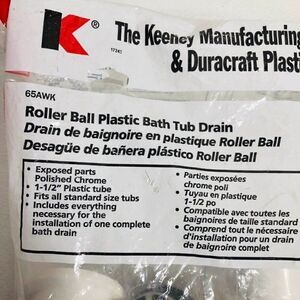 K®
17341
The Keeney Manufacturing
& Duracraft Plasti
65AWK
Roller Ball Plastic Bath Tub Drain
Drain de baignoire en plastique Roller Ball
Desagüe de bañera plástico Roller Ball
• Exposed parts
Polished Chrome
• 1-1/2" Plastic tube
• Fits all standard size tubs
• Includes everything
necessary for the
installation of one complete
bath drain
• Parties exposées
chrome poli
• Tuyau en plastique
1-1/2 po
• Compatible avec toutes les
baignoires de taille standard
• Comprend tout le nécessaire
d'installation pour un drain
de baignoire complet